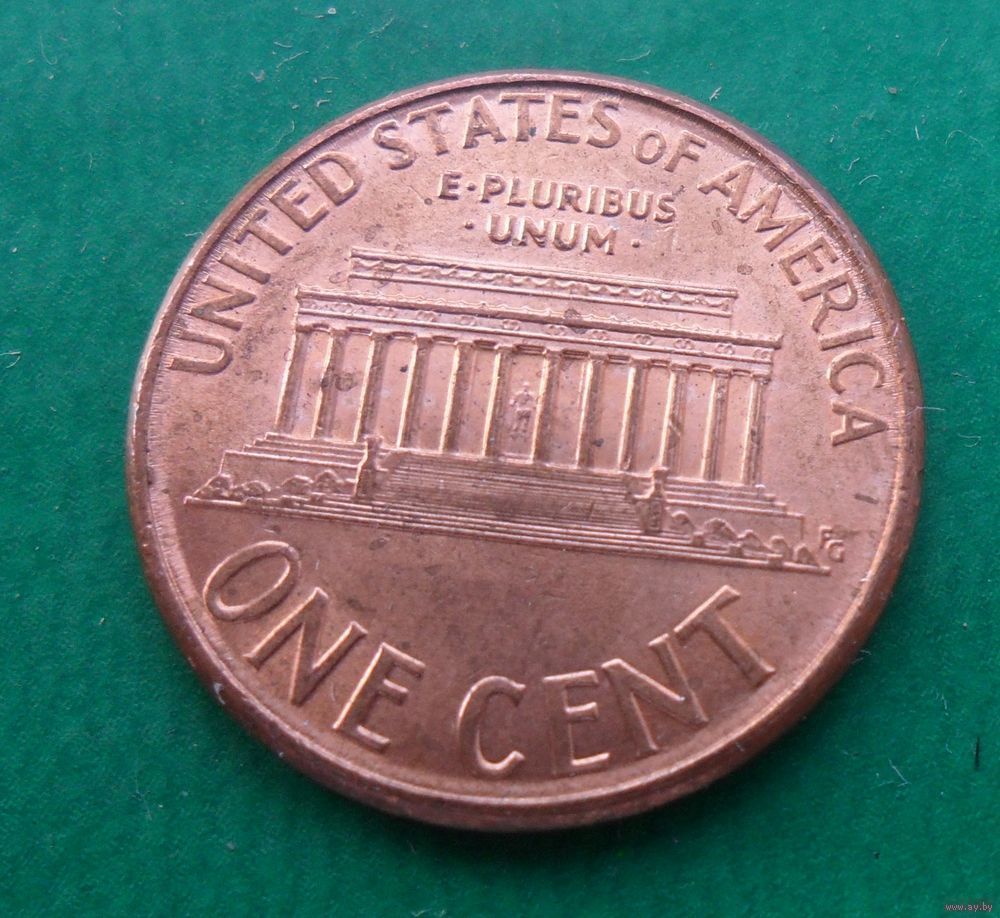 UNITED STATES OF AMERICA
E·PLURIBUS
·UNUM·
FG
ONE CENT
www.ay.by